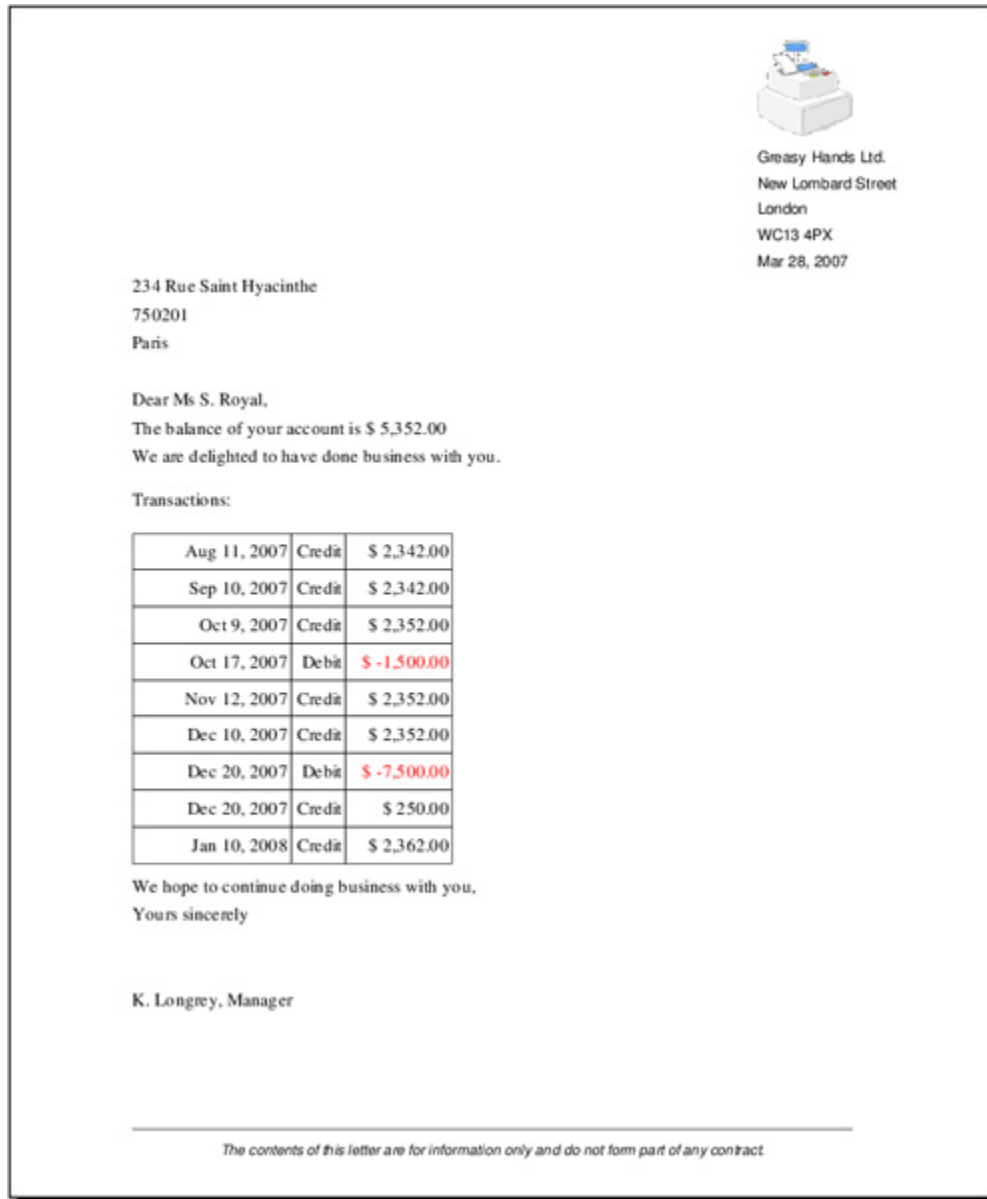 Greasy Hands Ltd.
New Lombard Street
London
WC13 4PX
Mar 28, 2007
234 Rue Saint Hyacinthe
750201
Paris
Dear Ms S. Royal,
The balance of your account is $ 5,352.00
We are delighted to have done business with you.
Transactions:
Aug 11, 2007 Credit $ 2,342.00
Sep 10, 2007 Credit $ 2,342.00
Oct 9, 2007 Credit $ 2,352.00
Oct 17, 2007 Debit $ -1,500.00
Nov 12, 2007 Credit $ 2,352.00
Dec 10, 2007 Credit $ 2,352.00
Dec 20, 2007 Debit $ -7,500.00
Dec 20, 2007 Credit $ 250.00
Jan 10, 2008 Credit $ 2,362.00
We hope to continue doing business with you,
Yours sincerely
K. Longrey, Manager
The contents of this letter are for information only and do not form part of any contract.